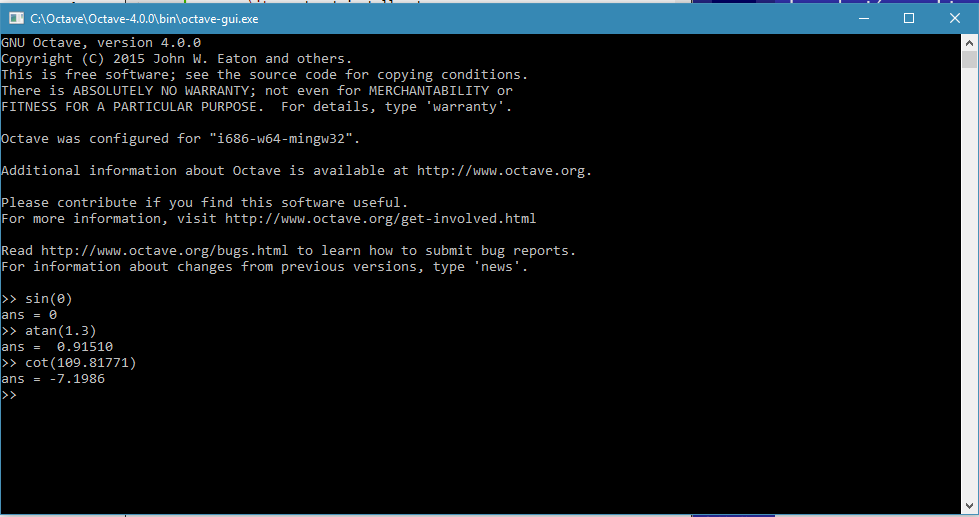 C:\Octave\Octave-4.0.0\bin\octave-gui.exe
GNU Octave, version 4.0.0
Copyright (C) 2015 John W. Eaton and others.
This is free software; see the source code for copying conditions.
There is ABSOLUTELY NO WARRANTY; not even for MERCHANTABILITY or
FITNESS FOR A PARTICULAR PURPOSE.  For details, type 'warranty'.
Octave was configured for "i686-w64-mingw32".
Additional information about Octave is available at http://www.octave.org.
Please contribute if you find this software useful.
For more information, visit http://www.octave.org/get-involved.html
Read http://www.octave.org/bugs.html to learn how to submit bug reports.
For information about changes from previous versions, type 'news'.
>> sin(0)
ans = 0
>> atan(1.3)
ans =  0.91510
>> cot(109.81771)
ans = -7.1986
>>